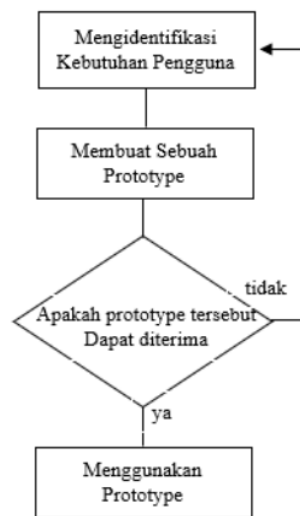 Mengidentifikasi
Kebutuhan Pengguna
Membuat Sebuah
Prototype
tidak
Apakah prototype tersebut
Dapat diterima
ya
Menggunakan
Prototype